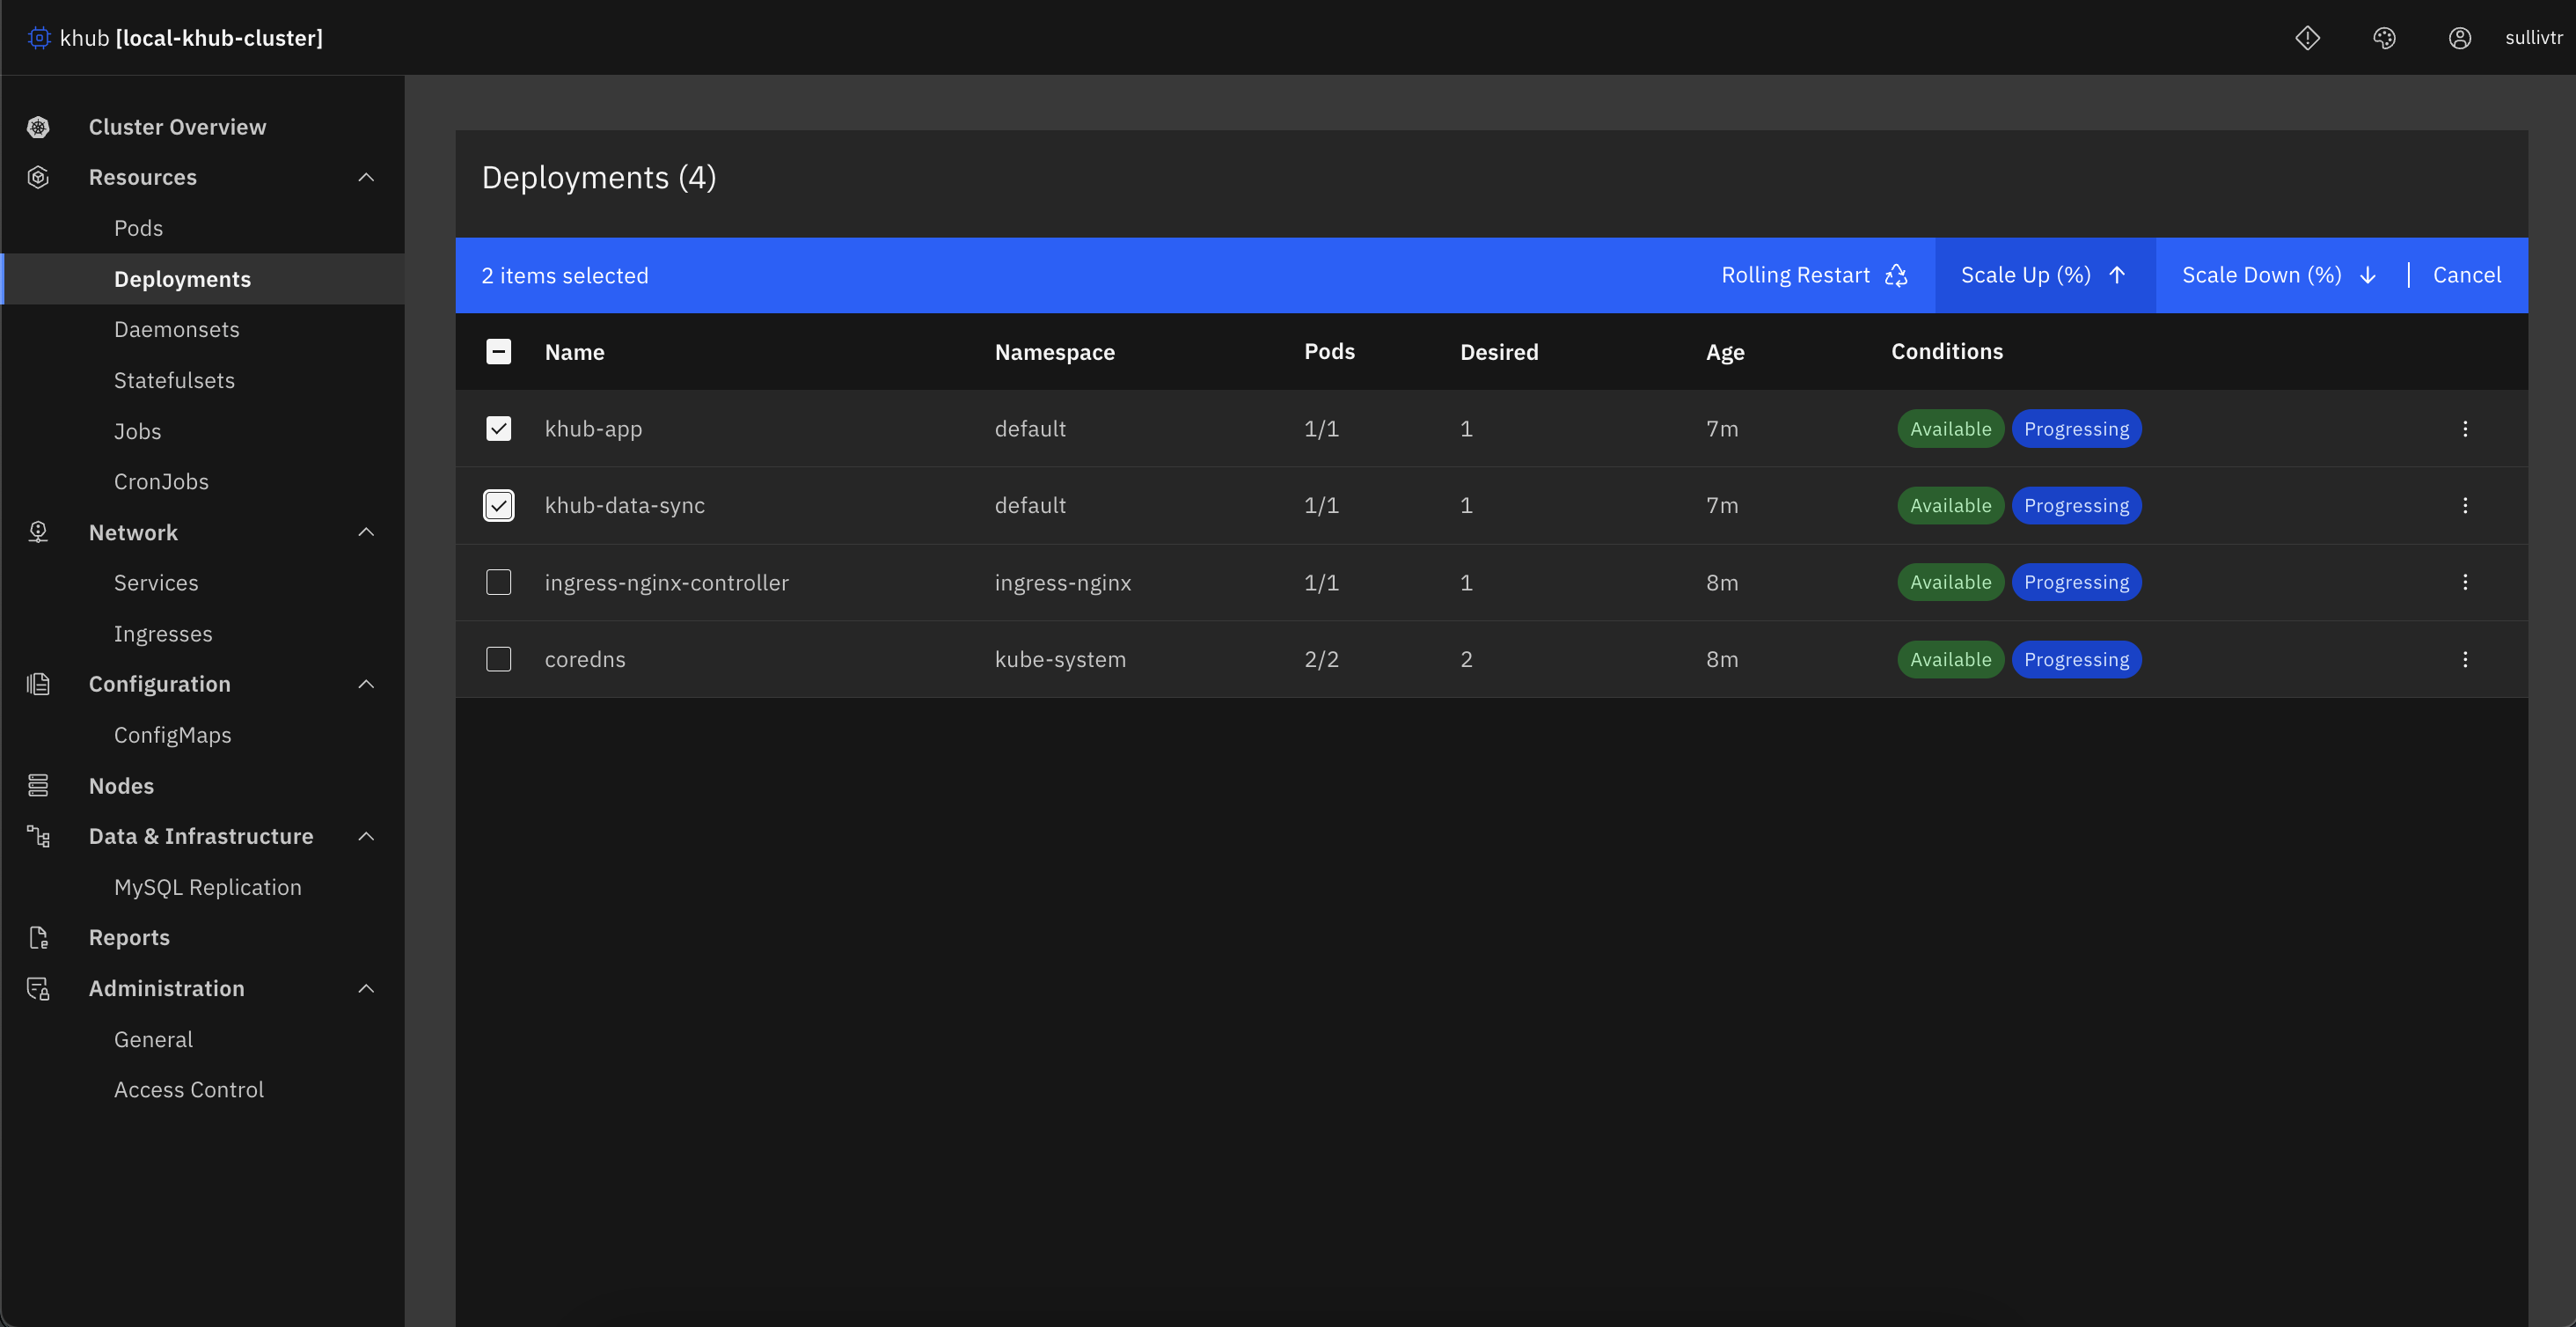 khub [local-khub-cluster]
sullivtr
Cluster Overview
Resources
Pods
Deployments
Daemonsets
Statefulsets
Jobs
CronJobs
Network
Services
Ingresses
Configuration
ConfigMaps
Nodes
Data & Infrastructure
MySQL Replication
Reports
Administration
General
Access Control
Deployments (4)
2 items selected Rolling Restart Scale Up (%) Scale Down (%) Cancel
Name Namespace Pods Desired Age Conditions
khub-app default 1/1 1 7m Available Progressing
khub-data-sync default 1/1 1 7m Available Progressing
ingress-nginx-controller ingress-nginx 1/1 1 8m Available Progressing
coredns kube-system 2/2 2 8m Available Progressing